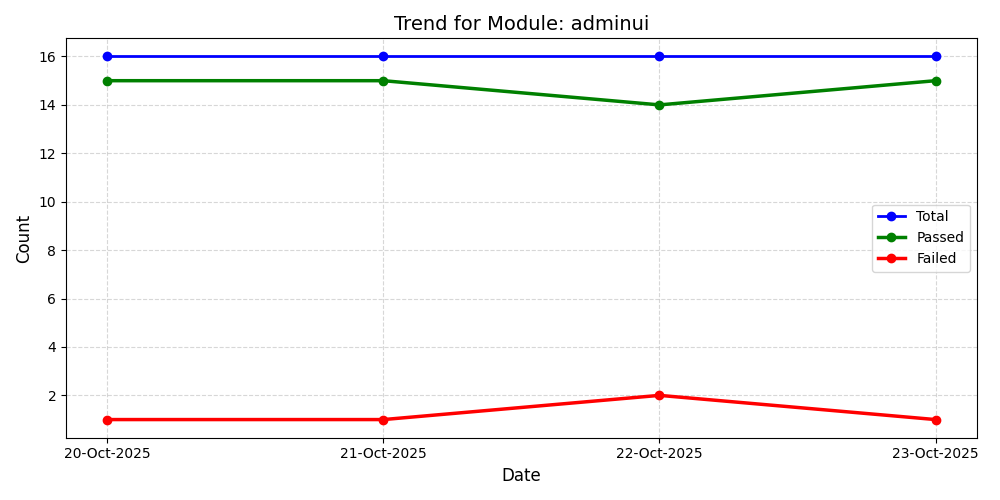 Trend for Module: adminui
Count
16
14
12
10
8
6
4
2
Total
Passed
Failed
20-Oct-2025
21-Oct-2025
22-Oct-2025
23-Oct-2025
Date